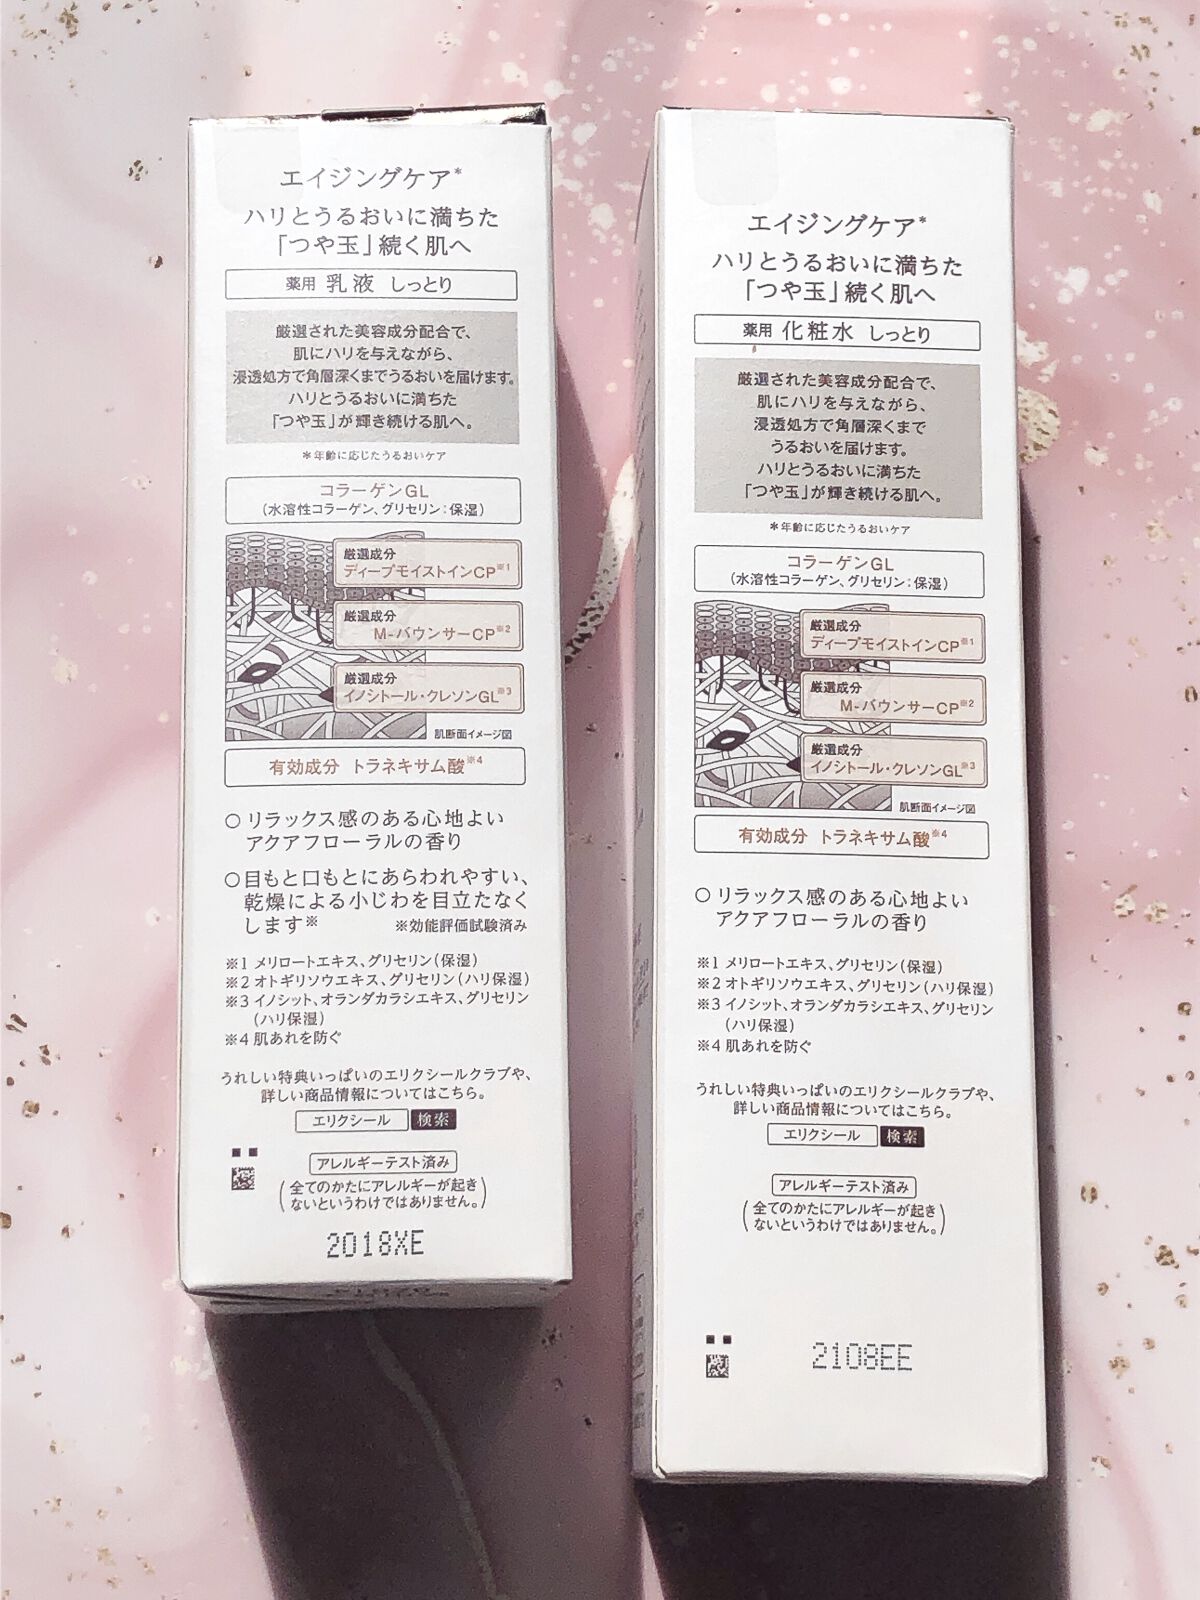 エイジングケア*
ハリとうるおいに満ちた
「つや玉」続く肌へ
薬用 乳液 しっとり
厳選された美容成分配合で、
肌にハリを与えながら、
浸透処方で角層深くまでうるおいを届けます。
ハリとうるおいに満ちた
「つや玉」が輝き続ける肌へ。
*年齢に応じたうるおいケア
コラーゲンGL
(水溶性コラーゲン、グリセリン:保湿)
厳選成分
ディープモイストインCP※1
厳選成分
M-バウンサーCP※2
厳選成分
イノシトール・クレソンGL※3
肌断面イメージ図
有効成分 トラネキサム酸※4
○リラックス感のある心地よい
アクアフローラルの香り
○目もと口もとにあらわれやすい、
乾燥による小じわを目立たなく
します※ ※効能評価試験済み
※1 メリロートエキス、グリセリン(保湿)
※2 オトギリソウエキス、グリセリン(ハリ保湿)
※3 イノシット、オランダカラシエキス、グリセリン
(ハリ保湿)
※4 肌あれを防ぐ
うれしい特典いっぱいのエリクシールクラブや、
詳しい商品情報についてはこちら。
エリクシール 検索
アレルギーテスト済み
(全てのかたにアレルギーが起き
ないというわけではありません。)
2018XE
エイジングケア*
ハリとうるおいに満ちた
「つや玉」続く肌へ
薬用 化粧水 しっとり
厳選された美容成分配合で、
肌にハリを与えながら、
浸透処方で角層深くまで
うるおいを届けます。
ハリとうるおいに満ちた
「つや玉」が輝き続ける肌へ。
*年齢に応じたうるおいケア
コラーゲンGL
(水溶性コラーゲン、グリセリン:保湿)
厳選成分
ディープモイストインCP※1
厳選成分
M-バウンサーCP※2
厳選成分
イノシトール・クレソンGL※3
肌断面イメージ図
有効成分 トラネキサム酸※4
○リラックス感のある心地よい
アクアフローラルの香り
※1 メリロートエキス、グリセリン(保湿)
※2 オトギリソウエキス、グリセリン(ハリ保湿)
※3 イノシット、オランダカラシエキス、グリセリン
(ハリ保湿)
※4 肌あれを防ぐ
うれしい特典いっぱいのエリクシールクラブや、
詳しい商品情報についてはこちら。
エリクシール 検索
アレルギーテスト済み
(全てのかたにアレルギーが起き
ないというわけではありません。)
2108EE